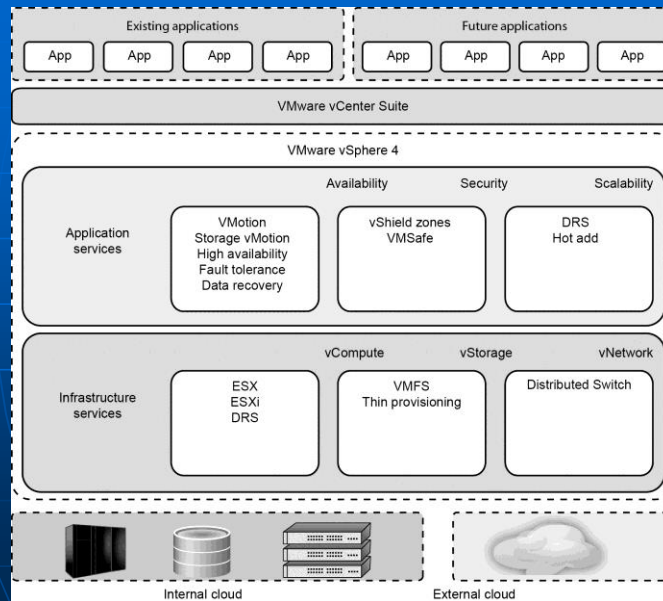 Existing applications
Future applications
App App App App
App App App App
VMware vCenter Suite
VMware vSphere 4
Availability Security Scalability
Application
services
VMotion
Storage vMotion
High availability
Fault tolerance
Data recovery
vShield zones
VMSafe
DRS
Hot add
vCompute vStorage vNetwork
Infrastructure
services
ESX
ESXi
DRS
VMFS
Thin provisioning
Distributed Switch
Internal cloud
External cloud